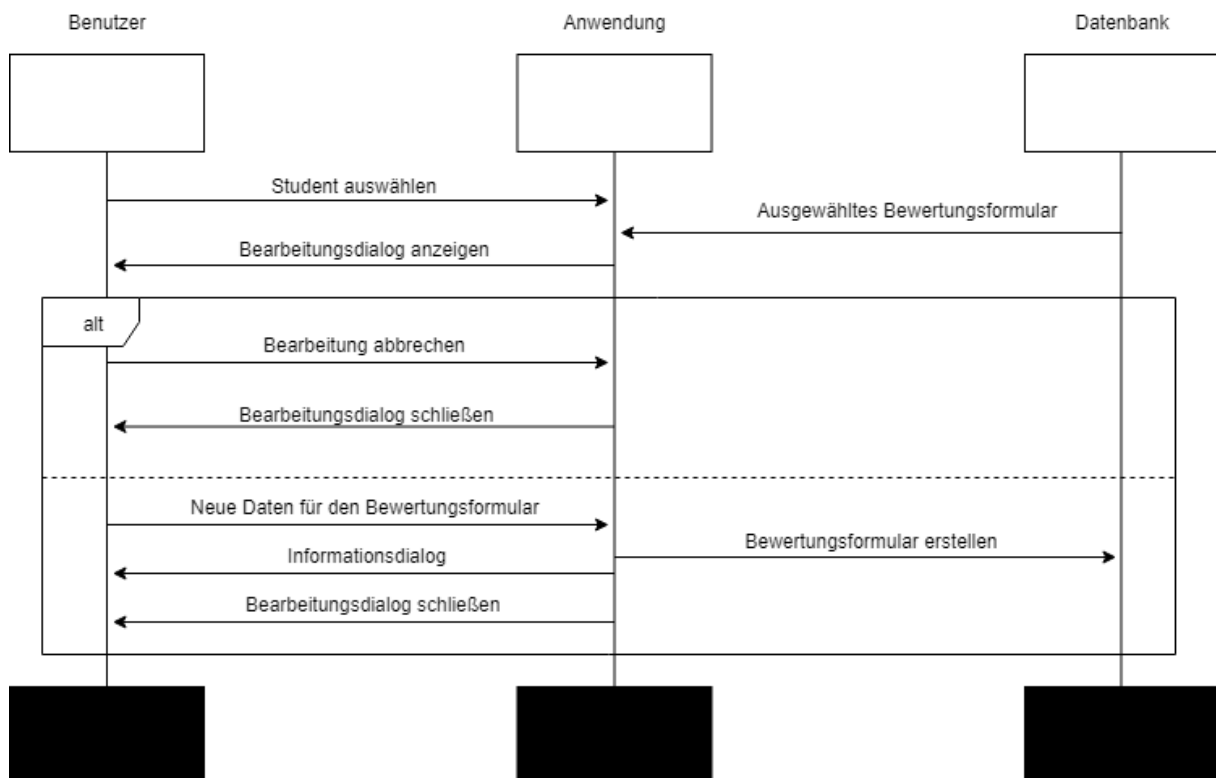 Benutzer
Anwendung
Datenbank
Student auswählen
Ausgewähltes Bewertungsformular
Bearbeitungsdialog anzeigen
alt
Bearbeitung abbrechen
Bearbeitungsdialog schließen
Neue Daten für den Bewertungsformular
Bewertungsformular erstellen
Informationsdialog
Bearbeitungsdialog schließen